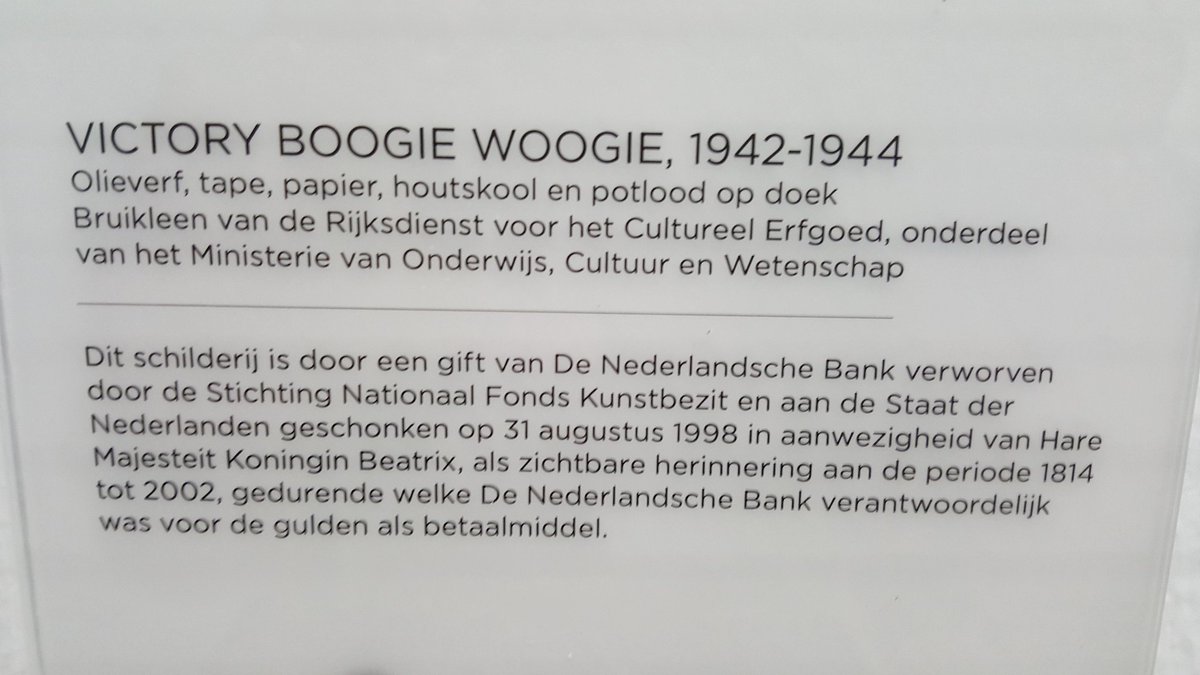 VICTORY BOOGIE WOOGIE, 1942-1944
Olieverf, tape, papier, houtskool en potlood op doek
Bruikleen van de Rijksdienst voor het Cultureel Erfgoed, onderdeel
van het Ministerie van Onderwijs, Cultuur en Wetenschap
Dit schilderij is door een gift van De Nederlandsche Bank verworven
door de Stichting Nationaal Fonds Kunstbezit en aan de Staat der
Nederlanden geschonken op 31 augustus 1998 in aanwezigheid van Hare
Majesteit Koningin Beatrix, als zichtbare herinnering aan de periode 1814
tot 2002, gedurende welke De Nederlandsche Bank verantwoordelijk
was voor de gulden als betaalmiddel.